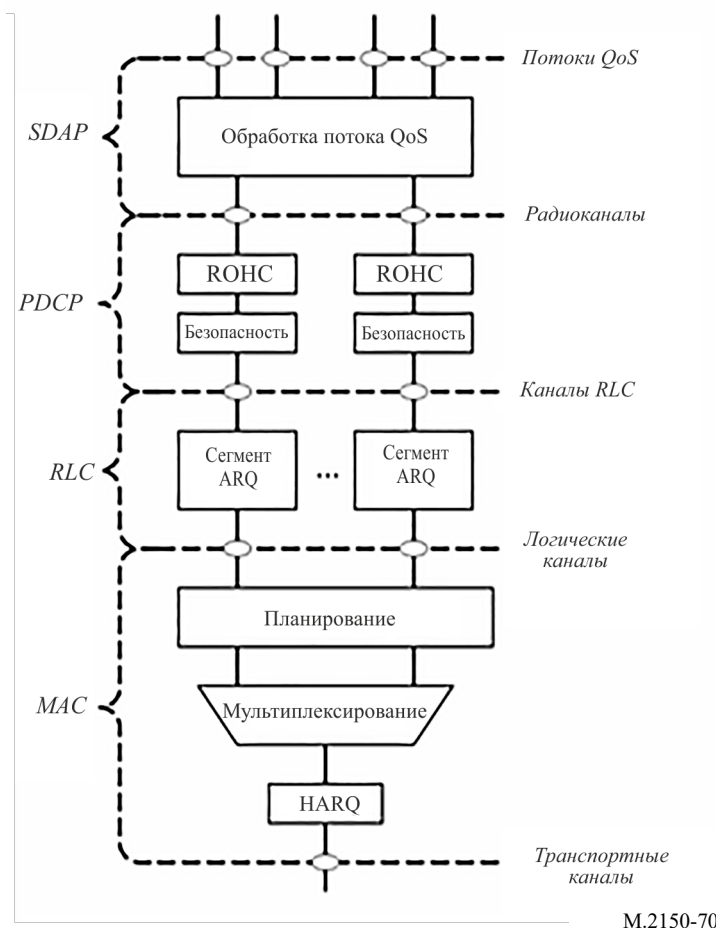 Потоки QoS
SDAP
Обработка потока QoS
Радиоканалы
ROHC
ROHC
PDCP
Безопасность
Безопасность
Каналы RLC
RLC
Сегмент
ARQ
...
Сегмент
ARQ
Логические
каналы
Планирование
MAC
Мультиплексирование
HARQ
Транспортные
каналы
M.2150-70